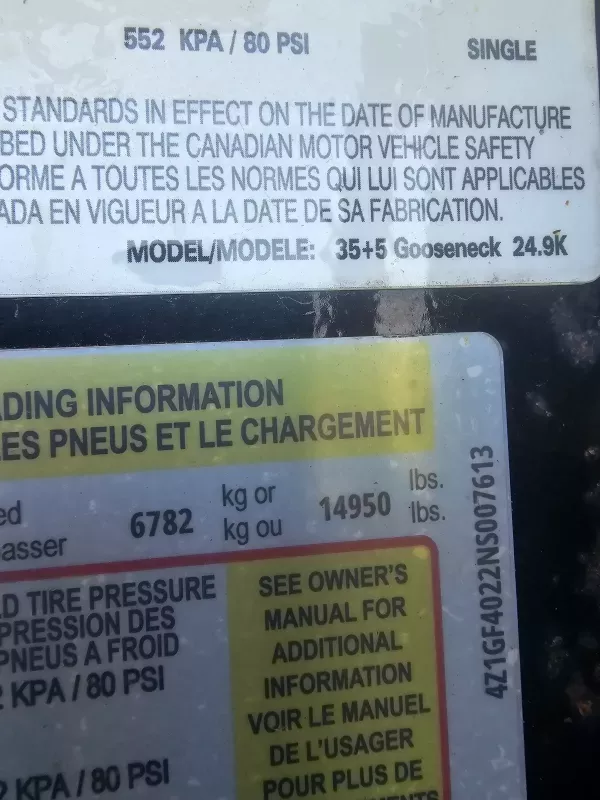 552 KPA / 80 PSI SINGLE
STANDARDS IN EFFECT ON THE DATE OF MANUFACTURE
BED UNDER THE CANADIAN MOTOR VEHICLE SAFETY
ORME A TOUTES LES NORMES QUI LUI SONT APPLICABLES
ADA EN VIGUEUR A LA DATE DE SA FABRICATION.
MODEL/MODELE: 35+5 Gooseneck 24.9K
DING INFORMATION
ES PNEUS ET LE CHARGEMENT
ed
asser
6782
kg or
kg ou
14950
lbs.
lbs.
4Z1GF4022NS007613
D TIRE PRESSURE
PRESSION DES
PNEUS A FROID
KPA / 80 PSI
KPA / 80 PSI
SEE OWNER'S
MANUAL FOR
ADDITIONAL
INFORMATION
VOIR LE MANUEL
DE L'USAGER
POUR PLUS DE